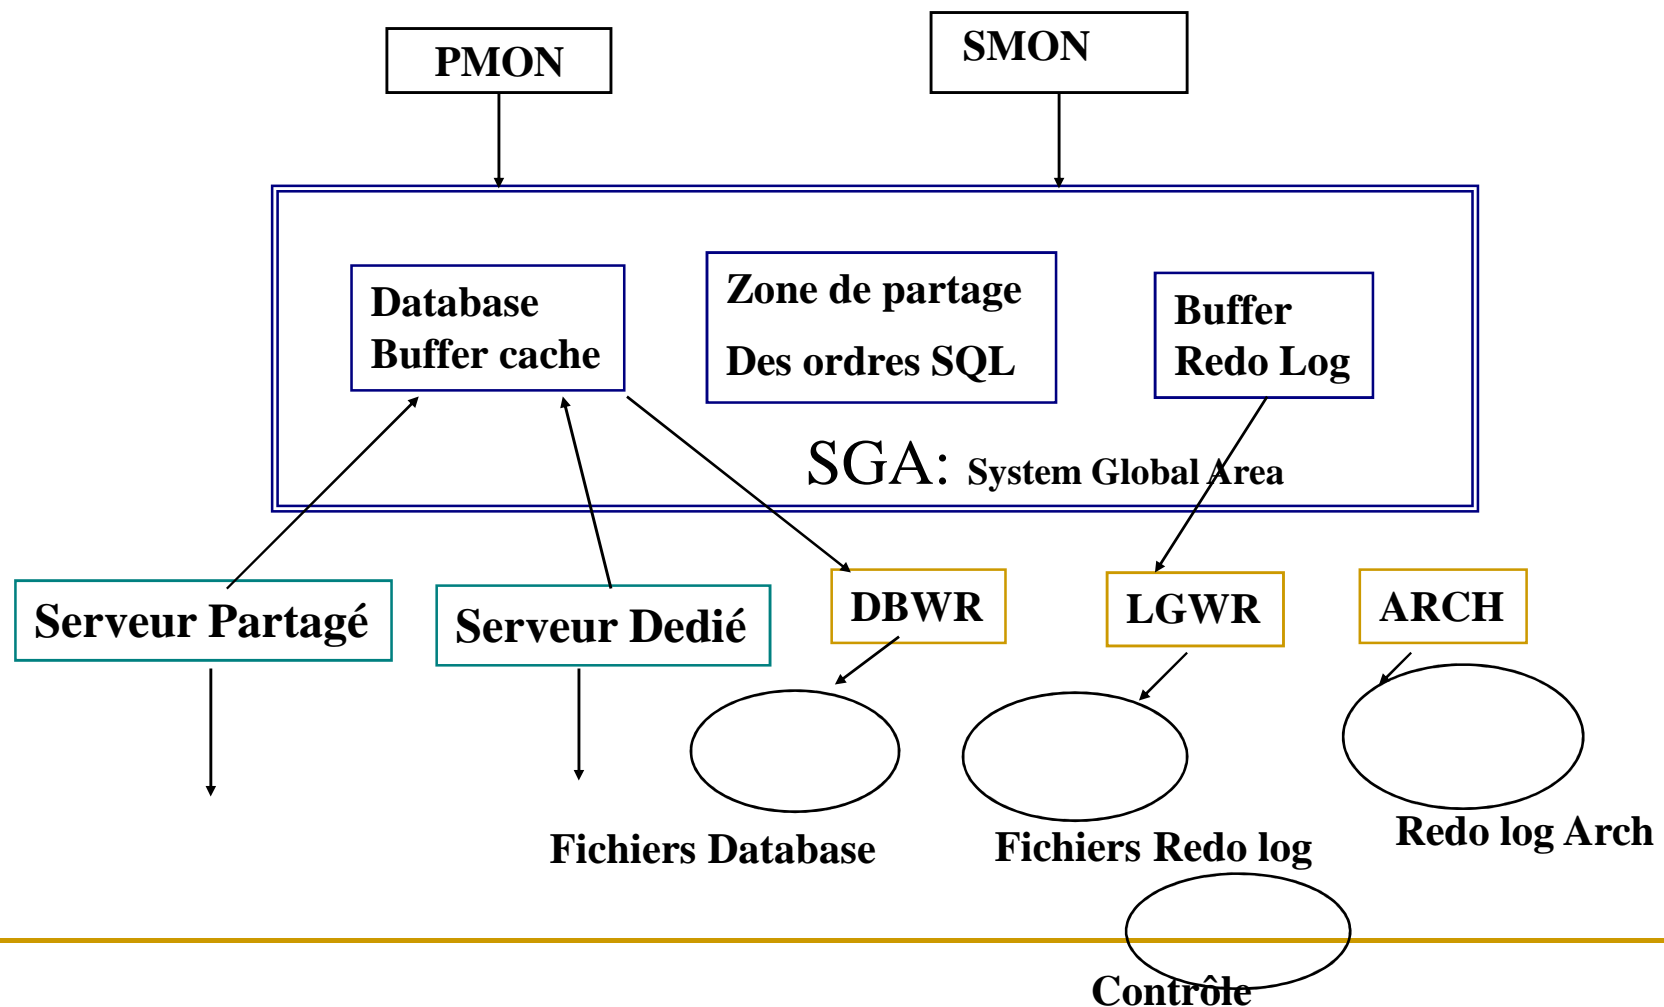 PMON
SMON
Database
Buffer cache
Zone de partage
Des ordres SQL
Buffer
Redo Log
SGA: System Global Area
Serveur Partagé
Serveur Dedié
DBWR
LGWR
ARCH
Fichiers Database
Fichiers Redo log
Redo log Arch
Contrôle